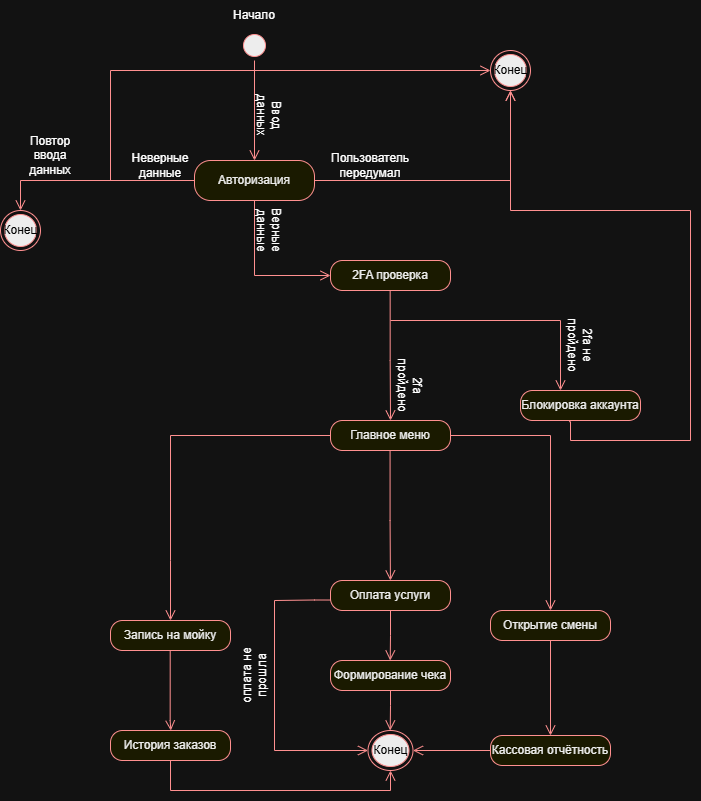 Начало
Конец
Ввод
данных
Повтор
ввода
данных
Неверные
данные
Пользователь
передумал
Авторизация
Конец
Верные
данные
2FA проверка
2fa не
пройдено
2fa
пройдено
Блокировка аккаунта
Главное меню
Оплата услуги
Запись на мойку
Открытие смены
оплата не
прошла
Формирование чека
История заказов
Конец
Кассовая отчётность